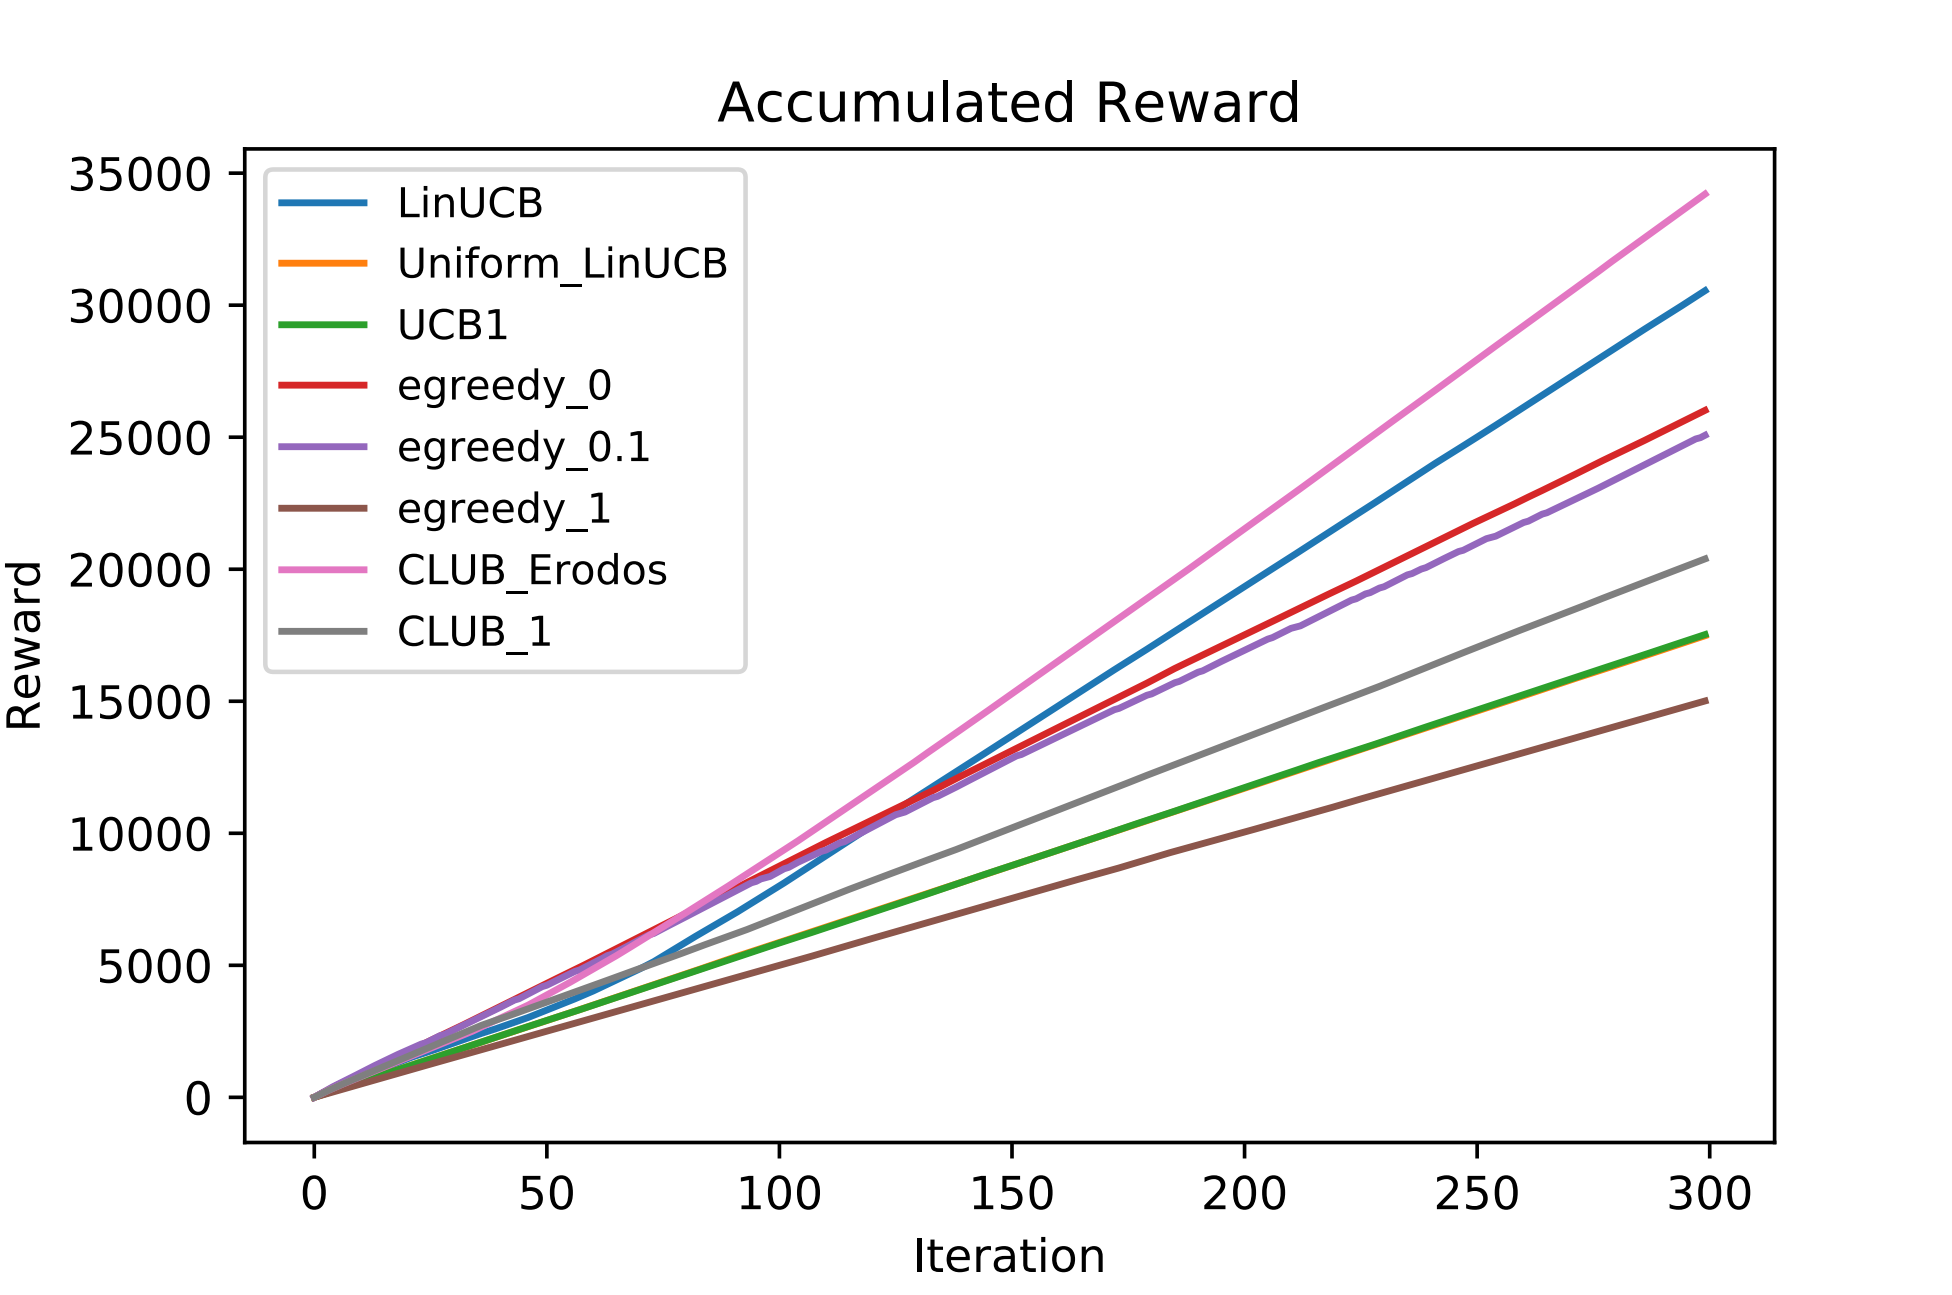 Accumulated Reward
35000
30000
25000
20000
15000
10000
5000
0
Reward
LinUCB
Uniform_LinUCB
UCB1
egreedy_0
egreedy_0.1
egreedy_1
CLUB_Erodos
CLUB_1
0 50 100 150 200 250 300
Iteration